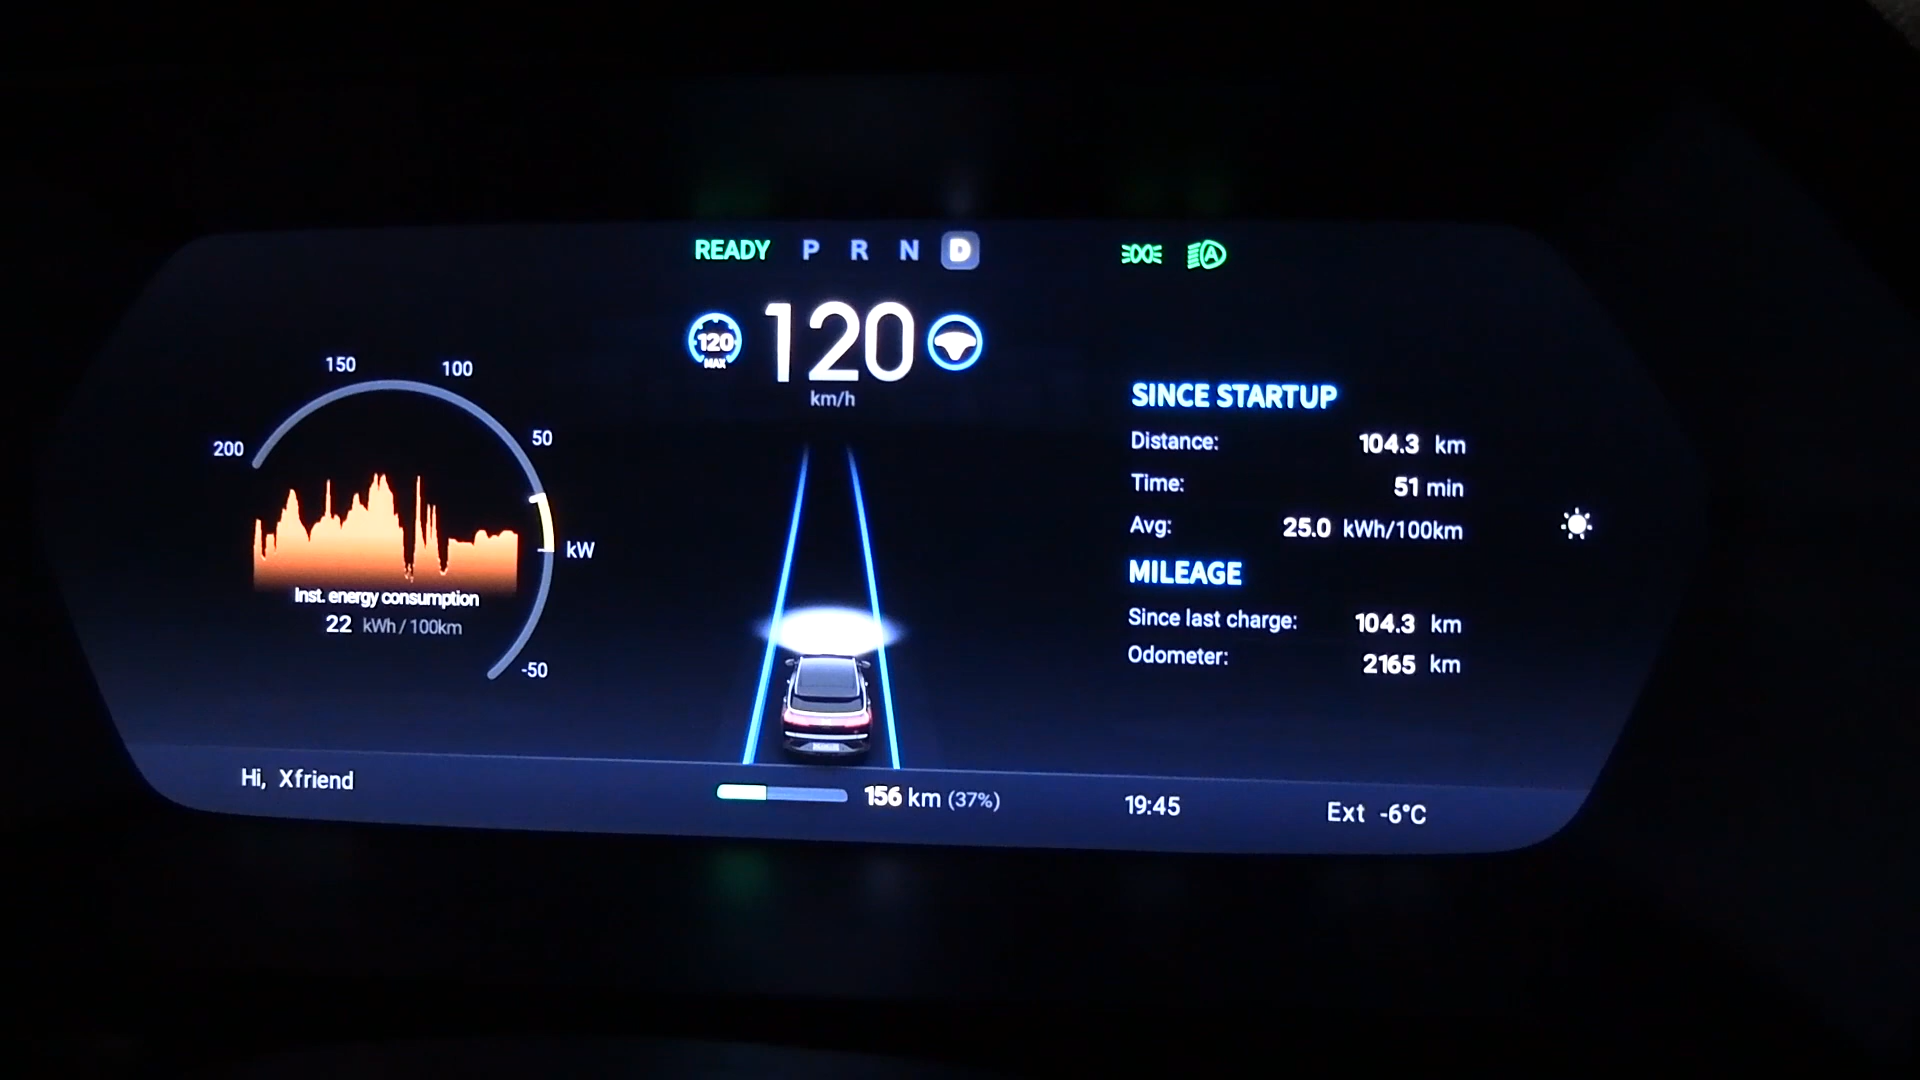 READY P R N D
120 MAX 120
km/h
200 150 100 50 kW -50
Inst. energy consumption
22 kWh / 100km
SINCE STARTUP
Distance: 104.3 km
Time: 51 min
Avg: 25.0 kWh/100km
MILEAGE
Since last charge: 104.3 km
Odometer: 2165 km
Hi, Xfriend
156 km (37%)
19:45
Ext -6°C